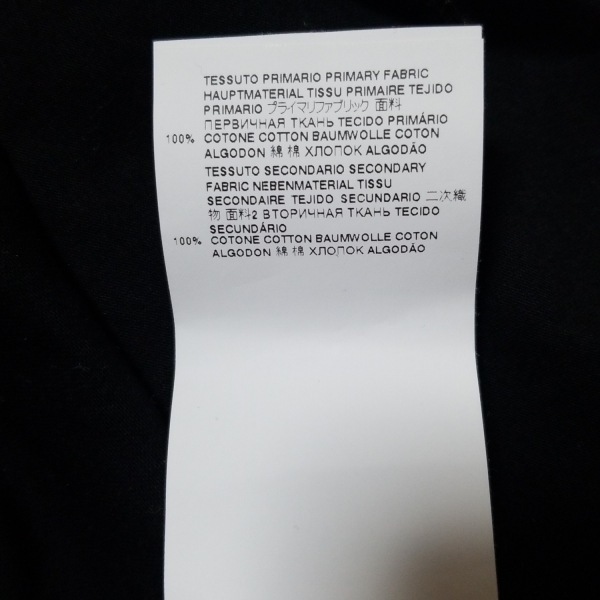 TESSUTO PRIMARIO PRIMARY FABRIC
HAUPTMATERIAL TISSU PRIMAIRE TEJIDO
PRIMARIO プライマリファブリック 面料
ПЕРВИЧНАЯ ТКАНЬ TECIDO PRIMÁRIO
100% COTONE COTTON BAUMWOLLE COTON
ALGODON 綿 棉 ХЛОПОК ALGODÃO
TESSUTO SECONDARIO SECONDARY
FABRIC NEBENMATERIAL TISSU
SECONDAIRE TEJIDO SECUNDARIO 二次織
物 面料2 ВТОРИЧНАЯ ТКАНЬ TECIDO
SECUNDÁRIO
100% COTONE COTTON BAUMWOLLE COTON
ALGODON 綿 棉 ХЛОПОК ALGODÃO